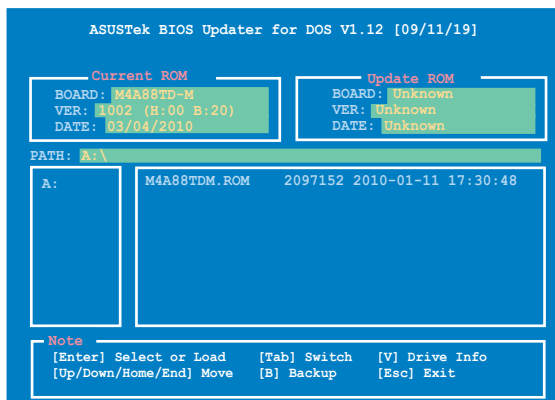 ASUSTek BIOS Updater for DOS V1.12 [09/11/19]
Current ROM
BOARD: M4A88TD-M
VER: 1002 (H:00 B:20)
DATE: 03/04/2010
Update ROM
BOARD: Unknown
VER: Unknown
DATE: Unknown
PATH: A:\
A:
M4A88TDM.ROM 2097152 2010-01-11 17:30:48
Note
[Enter] Select or Load [Tab] Switch [V] Drive Info
[Up/Down/Home/End] Move [B] Backup [Esc] Exit